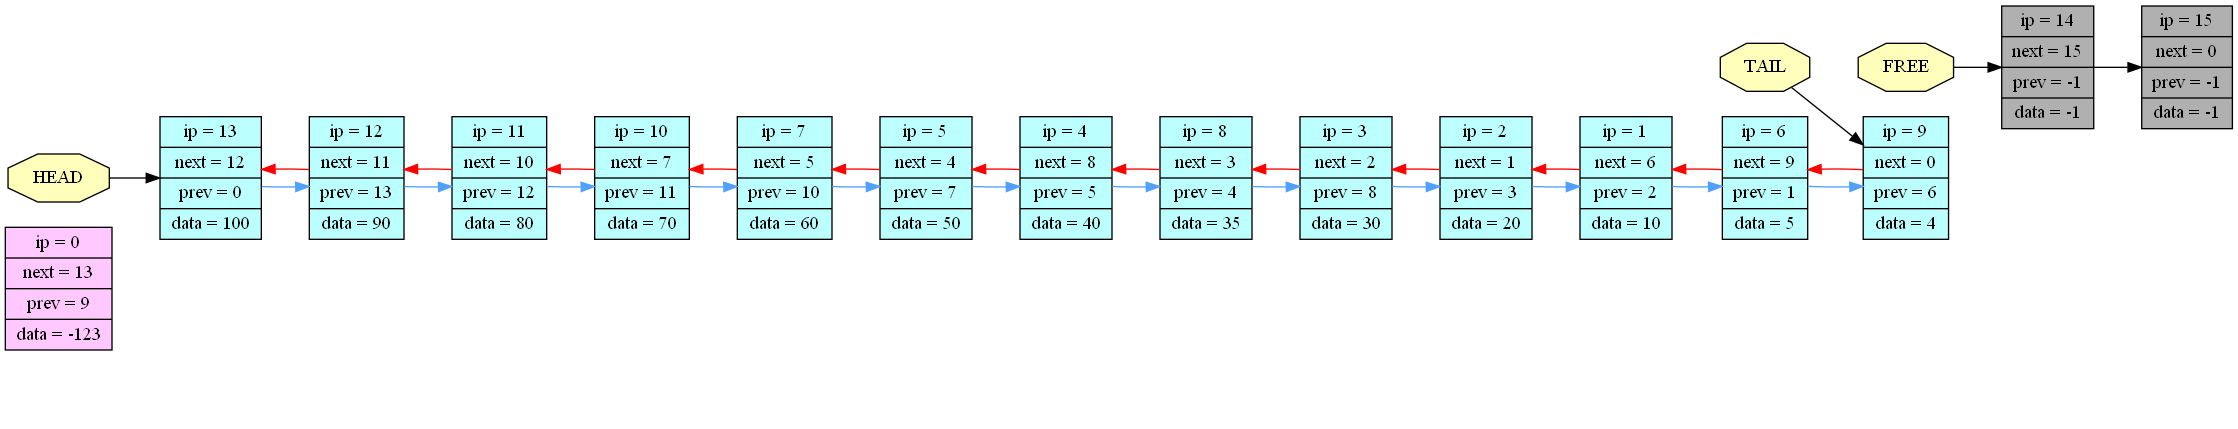 HEAD
ip = 13
next = 12
prev = 0
data = 100
ip = 12
next = 11
prev = 13
data = 90
ip = 11
next = 10
prev = 12
data = 80
ip = 10
next = 7
prev = 11
data = 70
ip = 7
next = 5
prev = 10
data = 60
ip = 5
next = 4
prev = 7
data = 50
ip = 4
next = 8
prev = 5
data = 40
ip = 8
next = 3
prev = 4
data = 35
ip = 3
next = 2
prev = 8
data = 30
ip = 2
next = 1
prev = 3
data = 20
ip = 1
next = 6
prev = 2
data = 10
ip = 6
next = 9
prev = 1
data = 5
TAIL
ip = 9
next = 0
prev = 6
data = 4
FREE
ip = 14
next = 15
prev = -1
data = -1
ip = 15
next = 0
prev = -1
data = -1
ip = 0
next = 13
prev = 9
data = -123